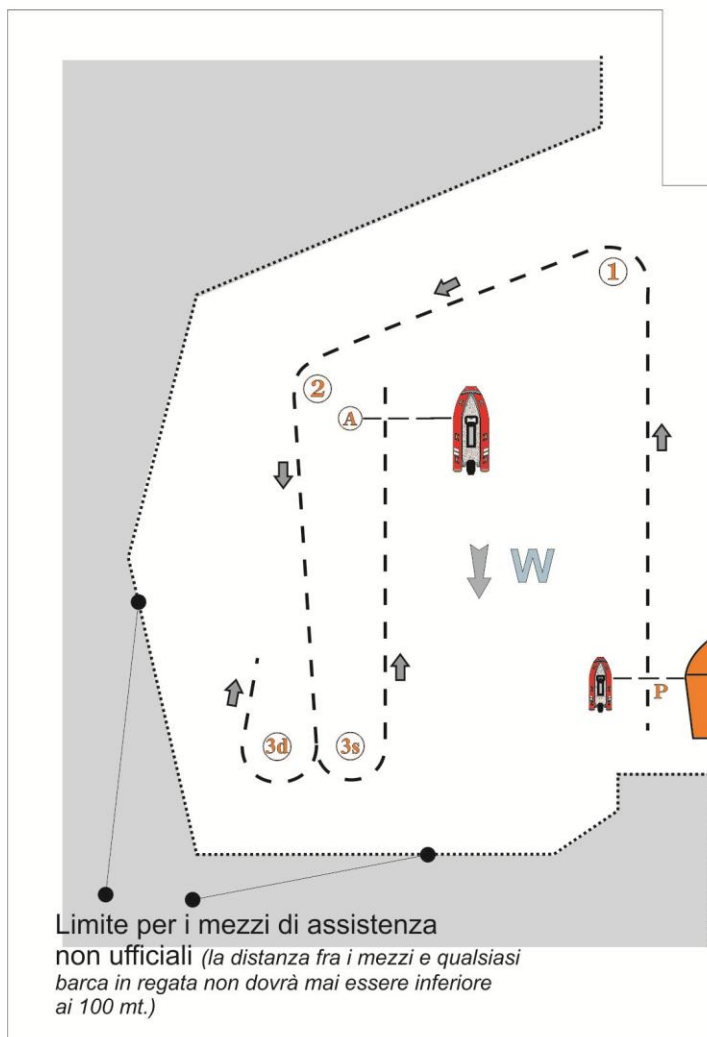 1
2
A
W
P
3d 3s
Limite per i mezzi di assistenza
non ufficiali (la distanza fra i mezzi e qualsiasi
barca in regata non dovrà mai essere inferiore
ai 100 mt.)